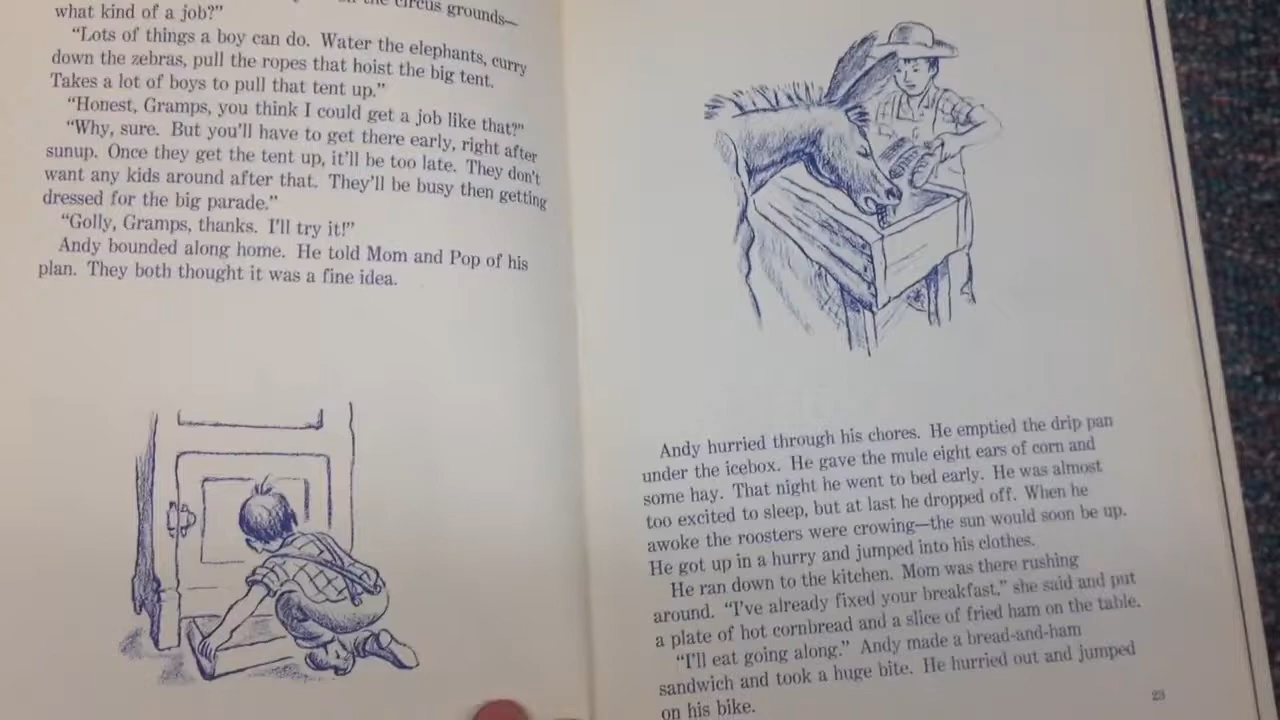 the circus grounds—
what kind of a job?”
“Lots of things a boy can do. Water the elephants, curry
down the zebras, pull the ropes that hoist the big tent.
Takes a lot of boys to pull that tent up.”
“Honest, Gramps, you think I could get a job like that?”
“Why, sure. But you’ll have to get there early, right after
sunup. Once they get the tent up, it’ll be too late. They don’t
want any kids around after that. They’ll be busy then getting
dressed for the big parade.”
“Golly, Gramps, thanks. I’ll try it!”
Andy bounded along home. He told Mom and Pop of his
plan. They both thought it was a fine idea.
Andy hurried through his chores. He emptied the drip pan
under the icebox. He gave the mule eight ears of corn and
some hay. That night he went to bed early. He was almost
too excited to sleep, but at last he dropped off. When he
awoke the roosters were crowing—the sun would soon be up.
He got up in a hurry and jumped into his clothes.
He ran down to the kitchen. Mom was there rushing
around. “I’ve already fixed your breakfast,” she said and put
a plate of hot cornbread and a slice of fried ham on the table.
“I’ll eat going along.” Andy made a bread-and-ham
sandwich and took a huge bite. He hurried out and jumped
on his bike.
23